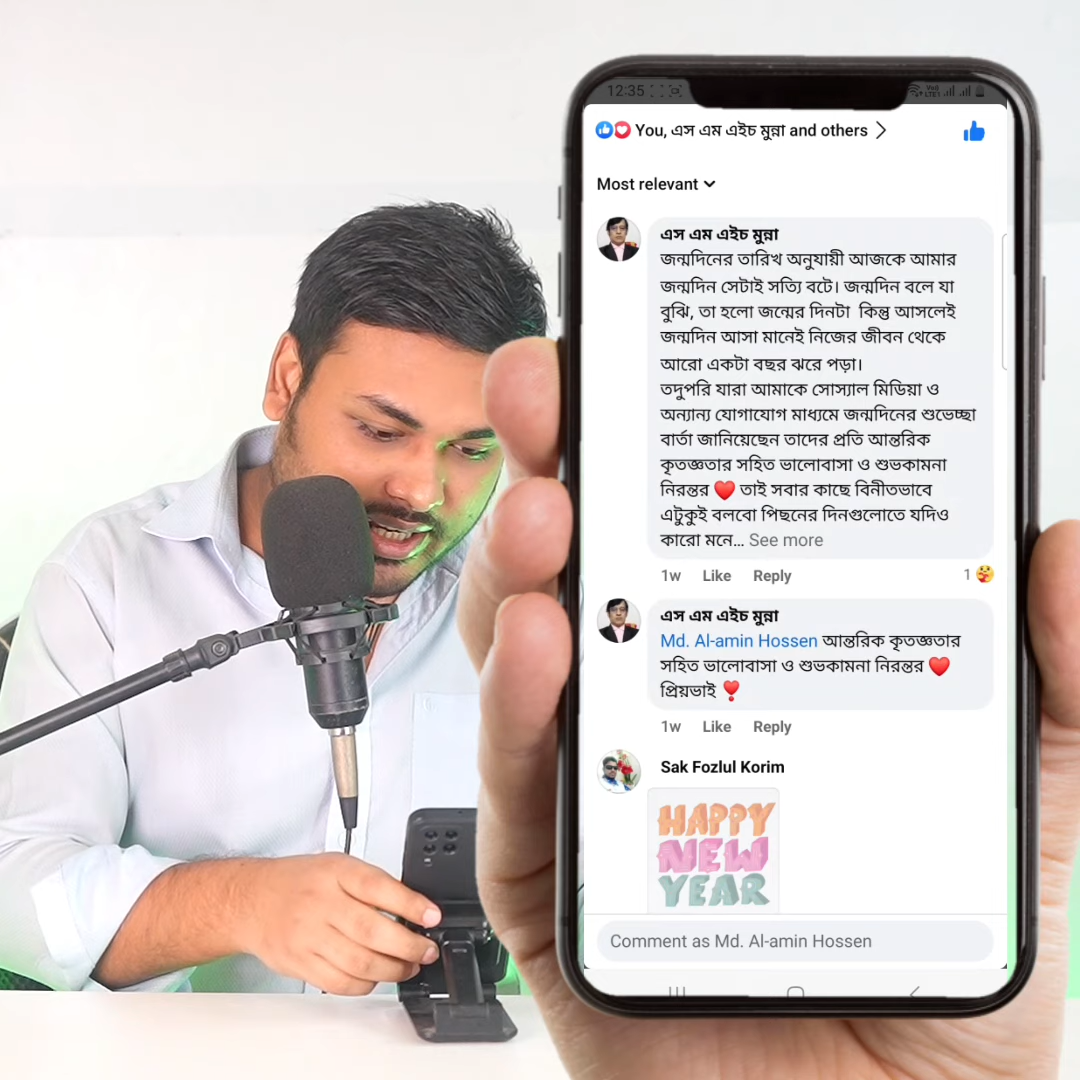 12:35
You, এস এম এইচ মুন্না and others
Most relevant
এস এম এইচ মুন্না
জন্মদিনের তারিখ অনুযায়ী আজকে আমার
জন্মদিন সেটাই সত্যি বটে। জন্মদিন বলে যা
বুঝি, তা হলো জন্মের দিনটা কিন্তু আসলেই
জন্মদিন আসা মানেই নিজের জীবন থেকে
আরো একটা বছর ঝরে পড়া।
তদুপরি যারা আমাকে সোস্যাল মিডিয়া ও
অন্যান্য যোগাযোগ মাধ্যমে জন্মদিনের শুভেচ্ছা
বার্তা জানিয়েছেন তাদের প্রতি আন্তরিক
কৃতজ্ঞতার সহিত ভালোবাসা ও শুভকামনা
নিরন্তর ♥️ তাই সবার কাছে বিনীতভাবে
এটুকুই বলবো পিছনের দিনগুলোতে যদিও
কারো মনে... See more
1w Like Reply 1
এস এম এইচ মুন্না
Md. Al-amin Hossen আন্তরিক কৃতজ্ঞতার
সহিত ভালোবাসা ও শুভকামনা নিরন্তর ♥️
প্রিয়ভাই ❣️
1w Like Reply
Sak Fozlul Korim
HAPPY
NEW
YEAR
Comment as Md. Al-amin Hossen